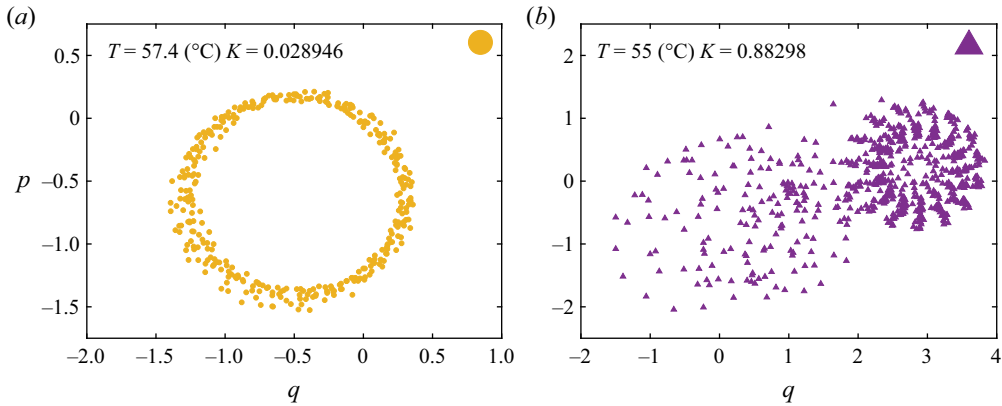 (a)
T = 57.4 (°C) K = 0.028946
0.5
0
−0.5
−1.0
−1.5
p
−2.0 −1.5 −1.0 −0.5 0 0.5 1.0
q
(b)
T = 55 (°C) K = 0.88298
2
1
0
−1
−2
−2 −1 0 1 2 3 4
q